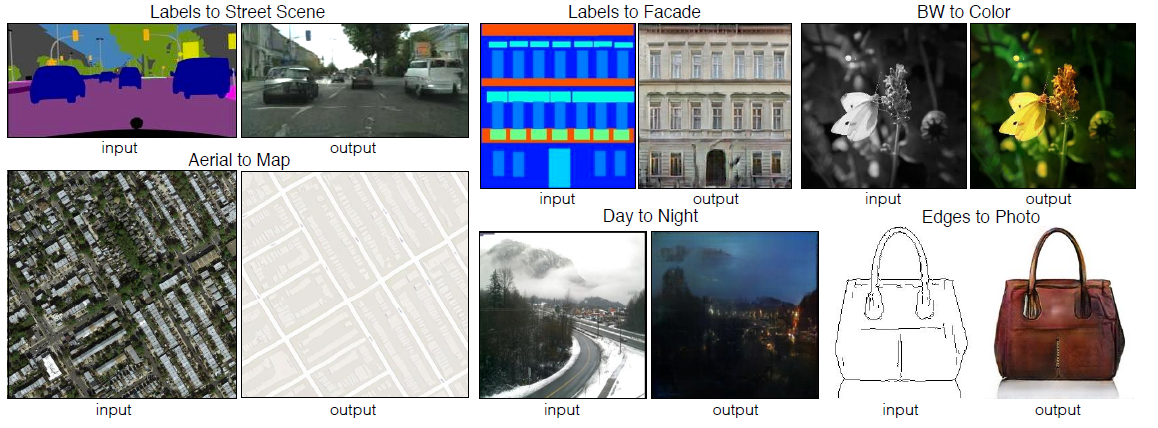 Labels to Street Scene
input
output
Aerial to Map
input
output
Labels to Facade
input
output
Day to Night
input
output
BW to Color
input
output
Edges to Photo
input
output